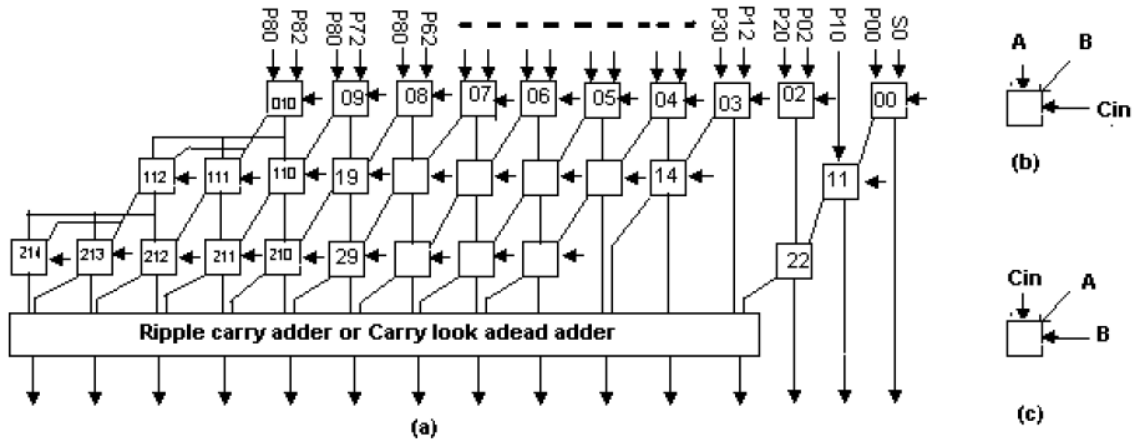 P80 P82 P80 P72 P80 P62 P30 P12 P20 P02 P10 P00 S0
010 09 08 07 06 05 04 03 02 00
112 111 110 19 14 11
214 213 212 211 210 29 22
Ripple carry adder or Carry look adead adder
(a)
A B
Cin
(b)
Cin A
B
(c)